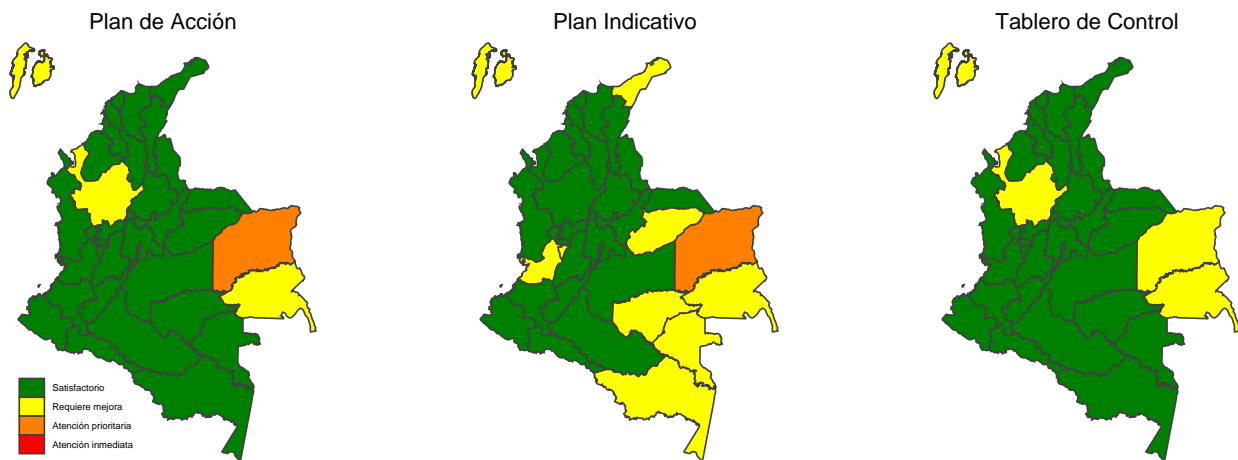 Plan de Acción
Plan Indicativo
Tablero de Control
Satisfactorio
Requiere mejora
Atención prioritaria
Atención inmediata